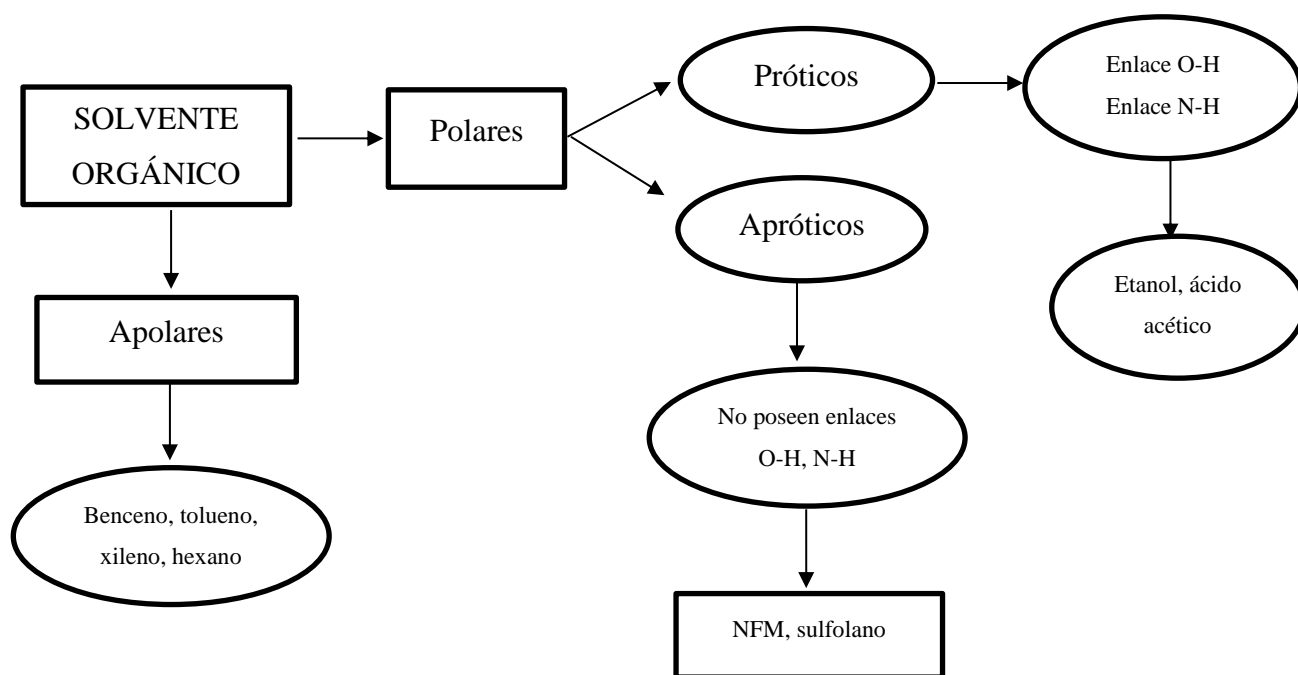 SOLVENTE
ORGÁNICO
Polares
Próticos
Enlace O-H
Enlace N-H
Apróticos
Etanol, ácido
acético
Apolares
No poseen enlaces
O-H, N-H
Benceno, tolueno,
xileno, hexano
NFM, sulfolano